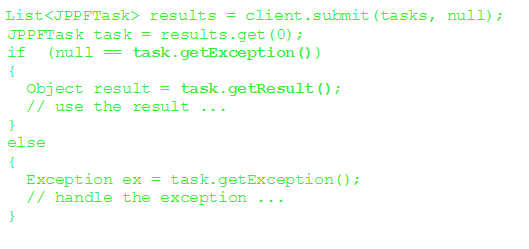 List<JPPFTask> results = client.submit(tasks, null);
JPPFTask task = results.get(0);
if  (null == task.getException())
{
  Object result = task.getResult();
  // use the result ...
}
else
{
  Exception ex = task.getException();
  // handle the exception ...
}